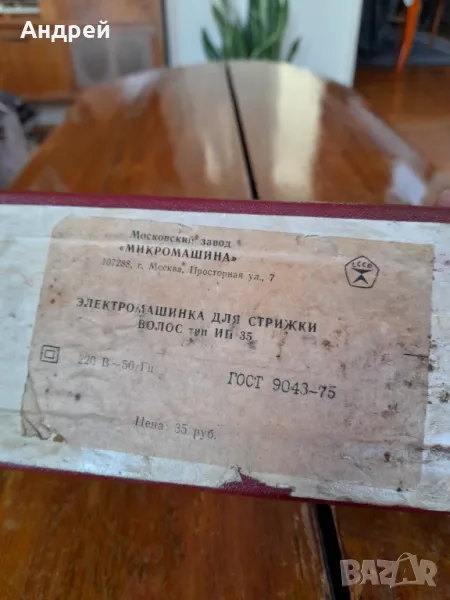 Андрей
Московский завод
«МИКРОМАШИНА»
107288, г. Москва, Просторная ул., 7
СССР
ЭЛЕКТРОМАШИНКА ДЛЯ СТРИЖКИ
ВОЛОС тип ИП 35
220 В~50 Гц
ГОСТ 9043-75
Цена 35 руб.
BAZAR